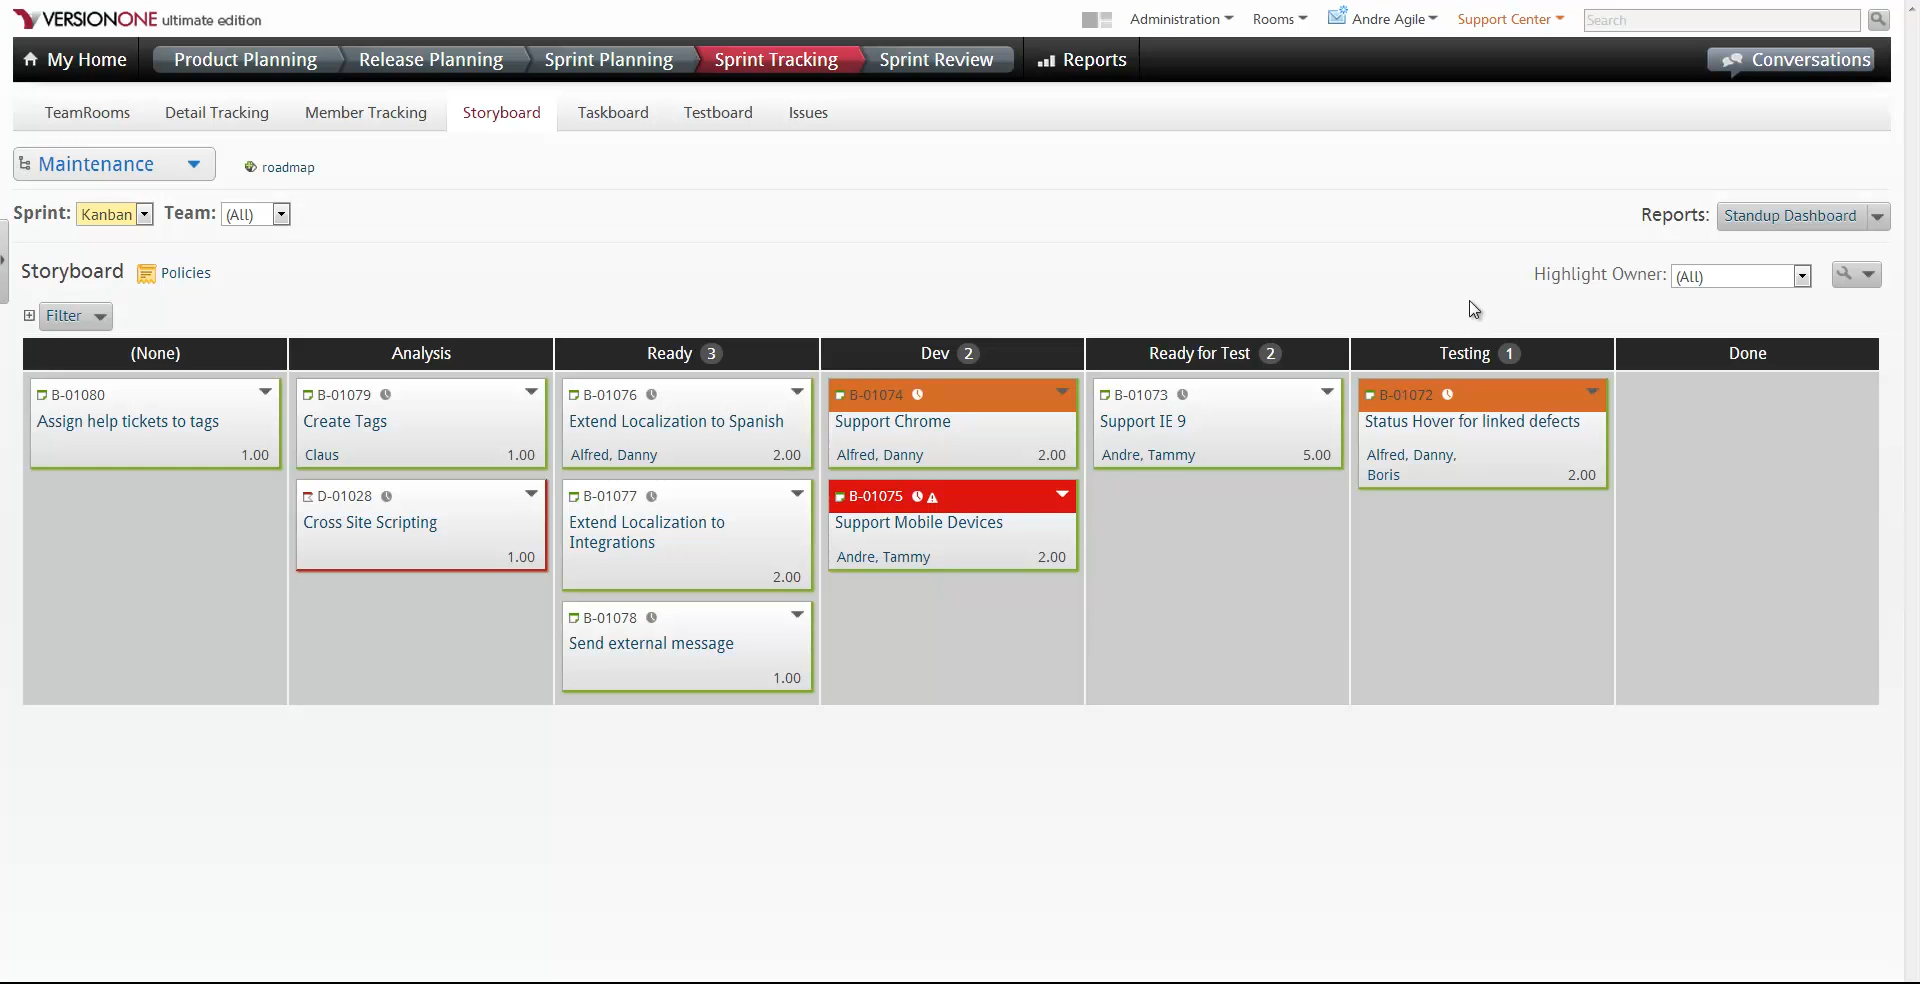 VERSIONONE ultimate edition
Administration Rooms Andre Agile Support Center Search
My Home Product Planning Release Planning Sprint Planning Sprint Tracking Sprint Review Reports Conversations
TeamRooms Detail Tracking Member Tracking Storyboard Taskboard Testboard Issues
Maintenance roadmap
Sprint: Kanban Team: (All) Reports: Standup Dashboard
Storyboard Policies Highlight Owner: (All)
Filter
(None) Analysis Ready 3 Dev 2 Ready for Test 2 Testing 1 Done
B-01080
Assign help tickets to tags
1.00
B-01079
Create Tags
Claus 1.00
D-01028
Cross Site Scripting
1.00
B-01076
Extend Localization to Spanish
Alfred, Danny 2.00
B-01077
Extend Localization to
Integrations
2.00
B-01078
Send external message
1.00
B-01074
Support Chrome
Alfred, Danny 2.00
B-01075
Support Mobile Devices
Andre, Tammy 2.00
B-01073
Support IE 9
Andre, Tammy 5.00
B-01072
Status Hover for linked defects
Alfred, Danny,
Boris 2.00